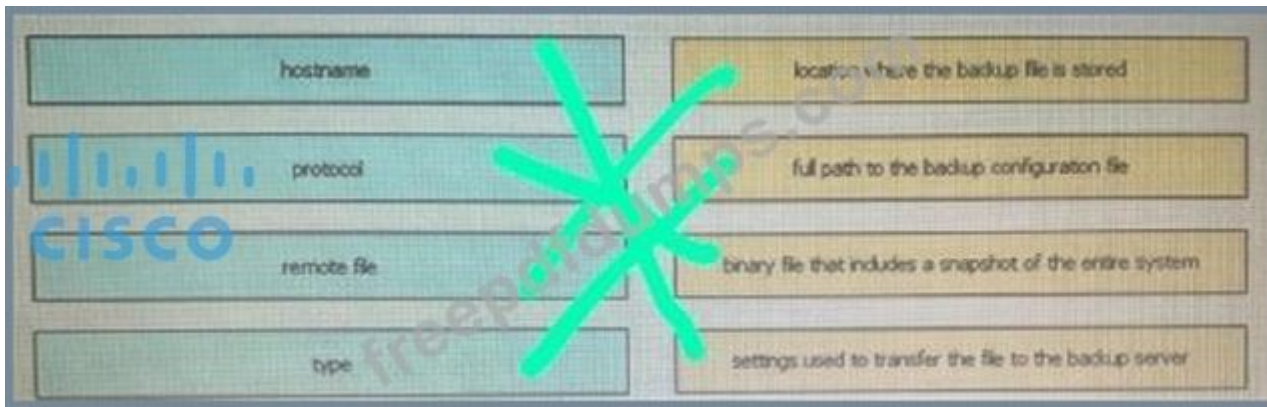 hostname
location where the backup file is stored
protocol
full path to the backup configuration file
CISCO
remote file
binary file that includes a snapshot of the entire system
type
settings used to transfer the file to the backup server
freepdfdumps.com